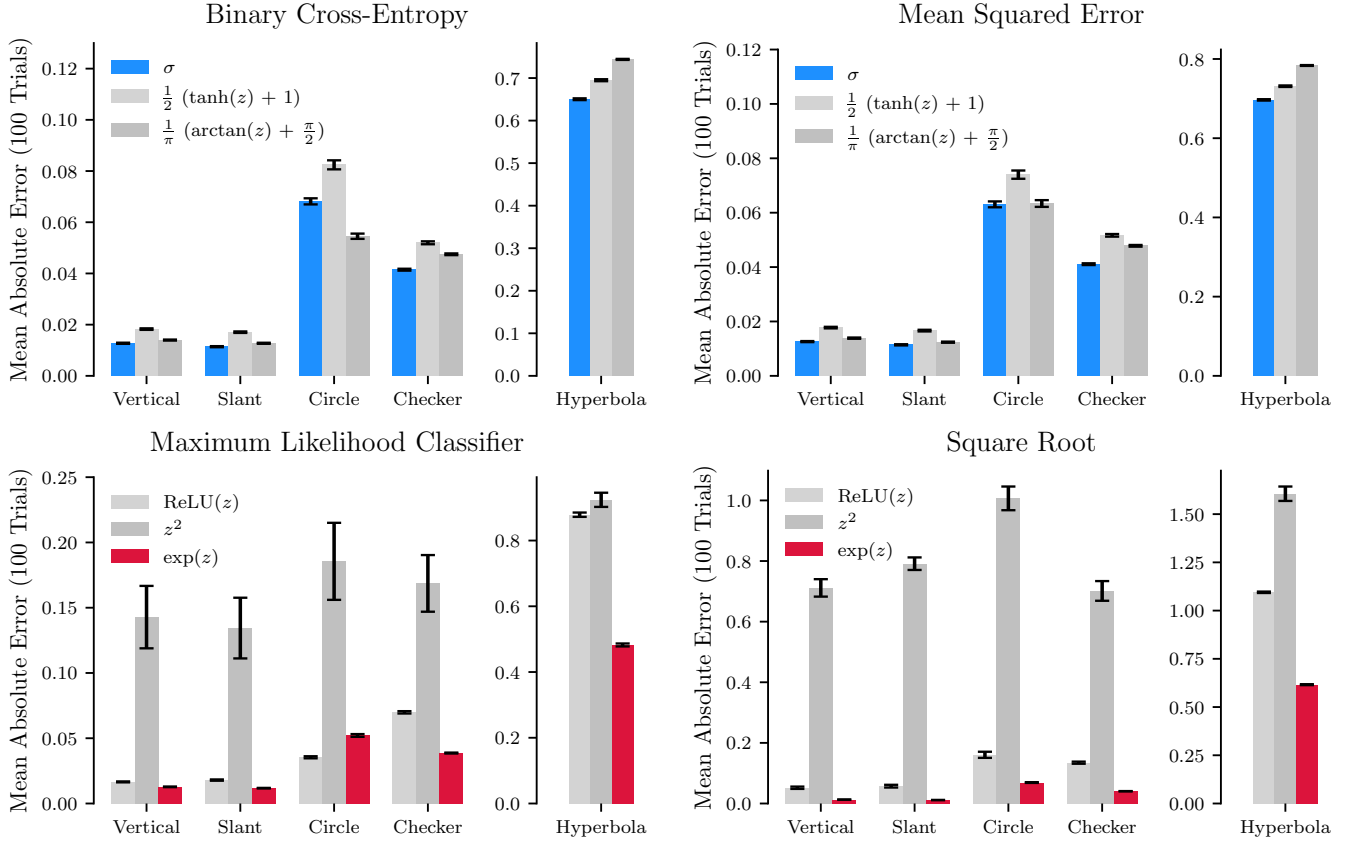 Binary Cross-Entropy
Mean Absolute Error (100 Trials)
0.12
0.10
0.08
0.06
0.04
0.02
0.00
σ
1/2 (tanh(z) + 1)
1/π (arctan(z) + π/2)
Vertical Slant Circle Checker
0.7
0.6
0.5
0.4
0.3
0.2
0.1
0.0
Hyperbola
Mean Squared Error
Mean Absolute Error (100 Trials)
0.12
0.10
0.08
0.06
0.04
0.02
0.00
σ
1/2 (tanh(z) + 1)
1/π (arctan(z) + π/2)
Vertical Slant Circle Checker
0.8
0.6
0.4
0.2
0.0
Hyperbola
Maximum Likelihood Classifier
Mean Absolute Error (100 Trials)
0.25
0.20
0.15
0.10
0.05
0.00
ReLU(z)
z²
exp(z)
Vertical Slant Circle Checker
0.8
0.6
0.4
0.2
0.0
Hyperbola
Square Root
Mean Absolute Error (100 Trials)
1.0
0.8
0.6
0.4
0.2
0.0
ReLU(z)
z²
exp(z)
Vertical Slant Circle Checker
1.50
1.25
1.00
0.75
0.50
0.25
0.00
Hyperbola